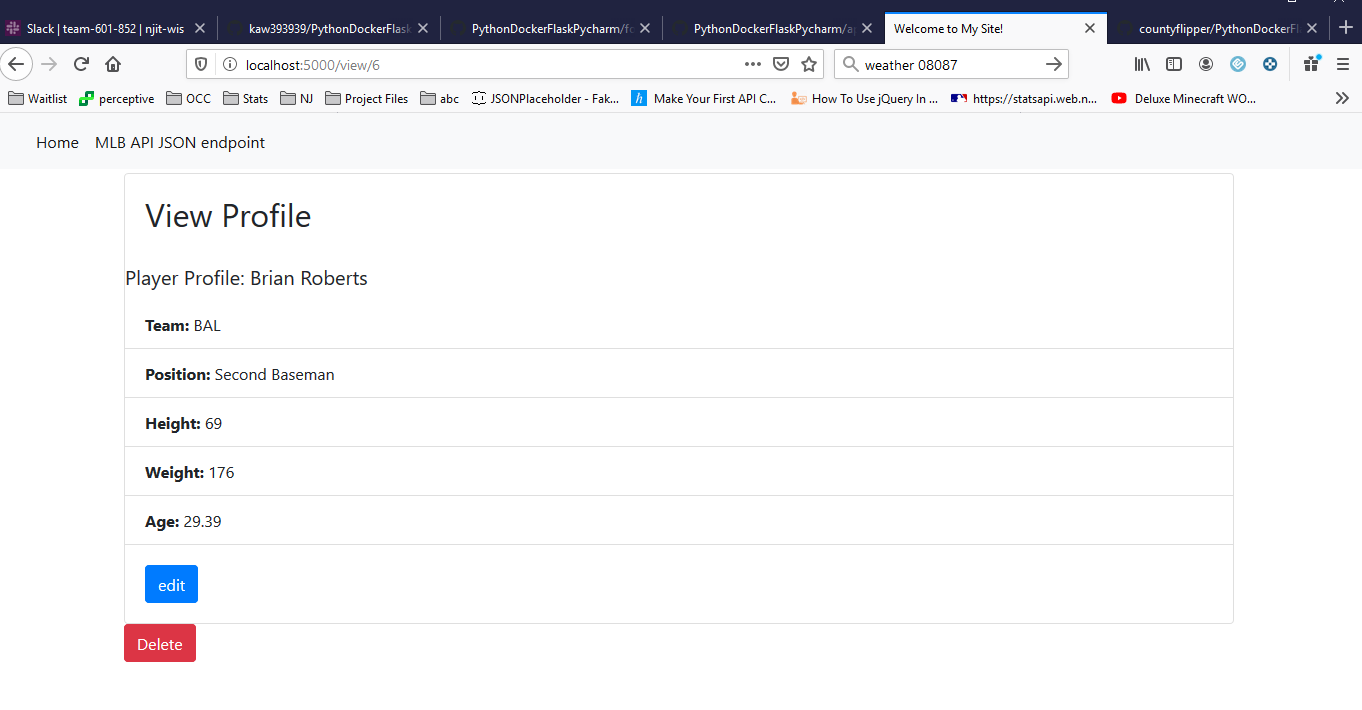 Slack | team-601-852 | njit-wis
kaw393939/PythonDockerFlask
PythonDockerFlaskPycharm/fo
PythonDockerFlaskPycharm/a
Welcome to My Site!
countyflipper/PythonDockerFl
localhost:5000/view/6
weather 08087
Waitlist perceptive OCC Stats NJ Project Files abc JSONPlaceholder - Fak... h Make Your First API C... How To Use jQuery In ... https://statsapi.web.n... Deluxe Minecraft WO...
Home MLB API JSON endpoint
View Profile
Player Profile: Brian Roberts
Team: BAL
Position: Second Baseman
Height: 69
Weight: 176
Age: 29.39
edit
Delete